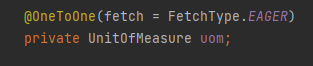 @OneToOne(fetch = FetchType.EAGER)
private UnitOfMeasure uom;